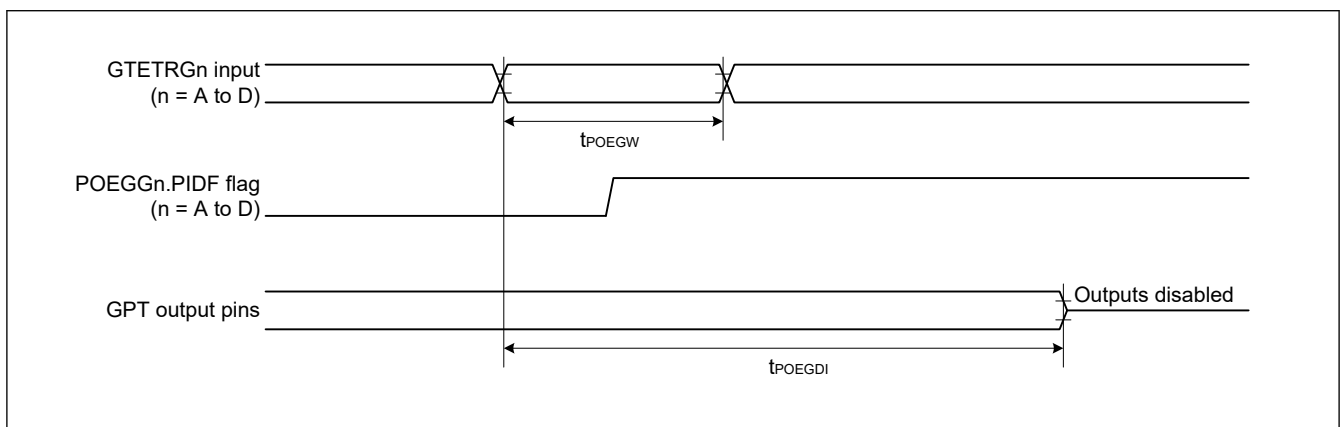 GTETRGn input
(n = A to D)
tPOEGW
POEGGn.PIDF flag
(n = A to D)
GPT output pins
Outputs disabled
tPOEGDI